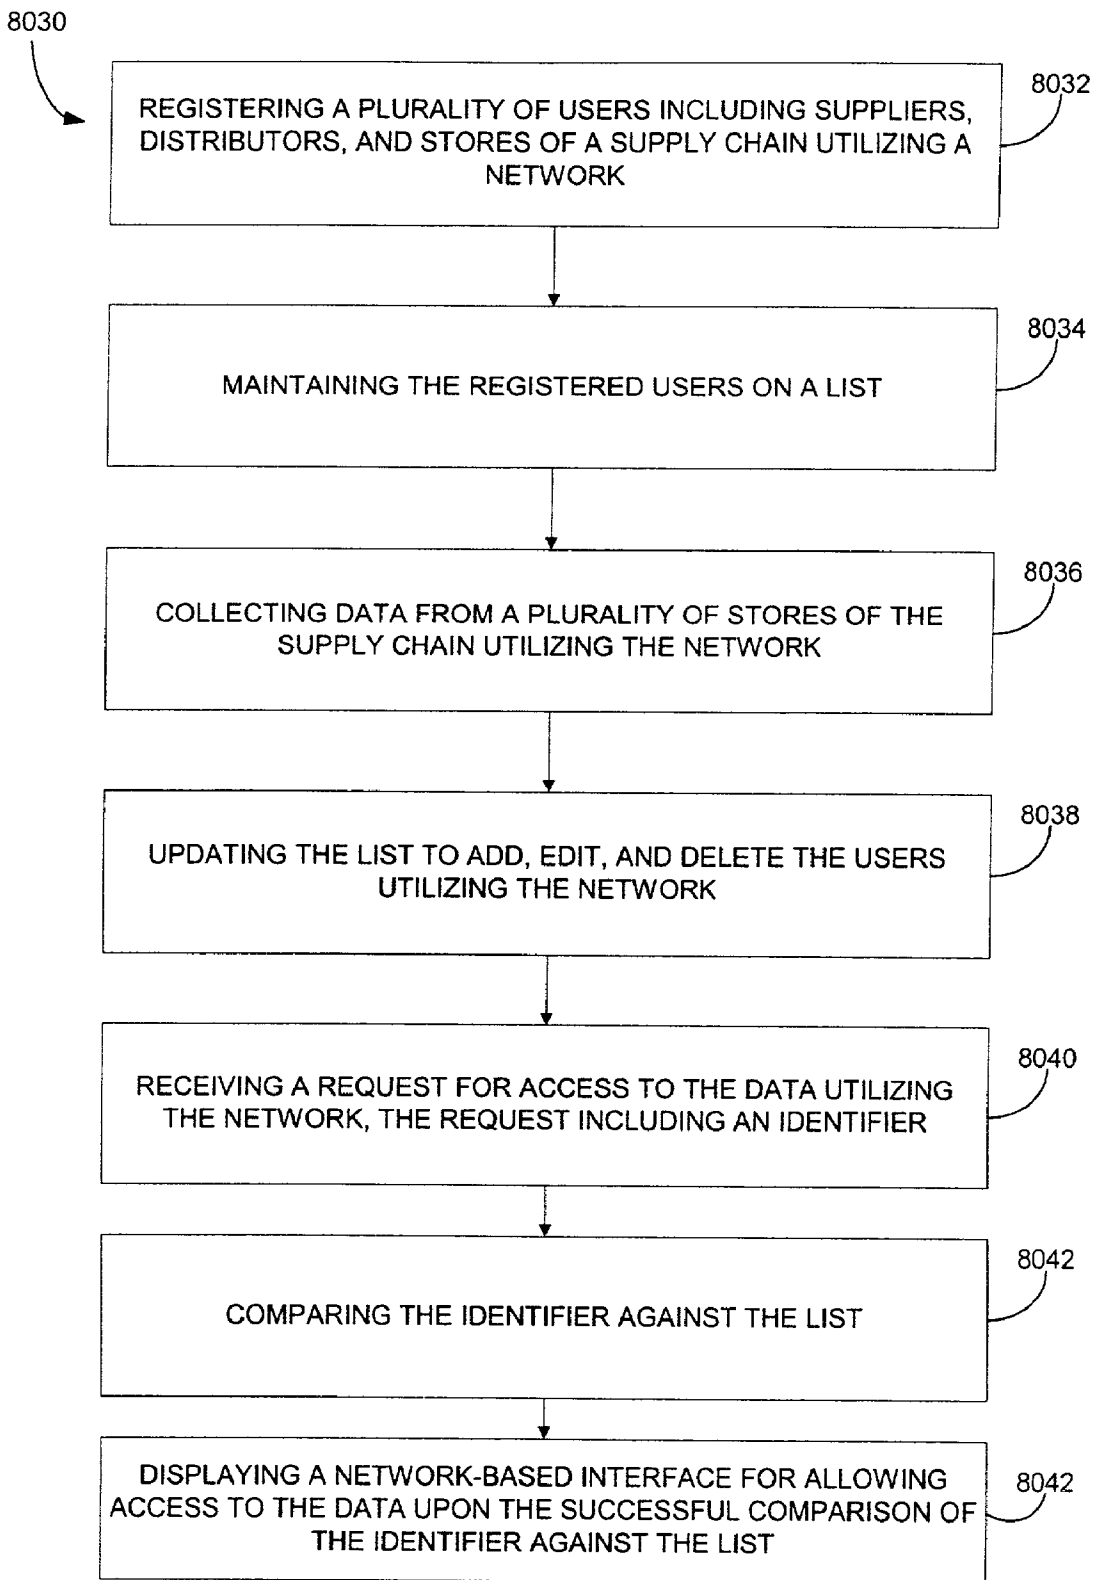 8030
8032
REGISTERING A PLURALITY OF USERS INCLUDING SUPPLIERS,
DISTRIBUTORS, AND STORES OF A SUPPLY CHAIN UTILIZING A
NETWORK
8034
MAINTAINING THE REGISTERED USERS ON A LIST
8036
COLLECTING DATA FROM A PLURALITY OF STORES OF THE
SUPPLY CHAIN UTILIZING THE NETWORK
8038
UPDATING THE LIST TO ADD, EDIT, AND DELETE THE USERS
UTILIZING THE NETWORK
8040
RECEIVING A REQUEST FOR ACCESS TO THE DATA UTILIZING
THE NETWORK, THE REQUEST INCLUDING AN IDENTIFIER
8042
COMPARING THE IDENTIFIER AGAINST THE LIST
8042
DISPLAYING A NETWORK-BASED INTERFACE FOR ALLOWING
ACCESS TO THE DATA UPON THE SUCCESSFUL COMPARISON OF
THE IDENTIFIER AGAINST THE LIST